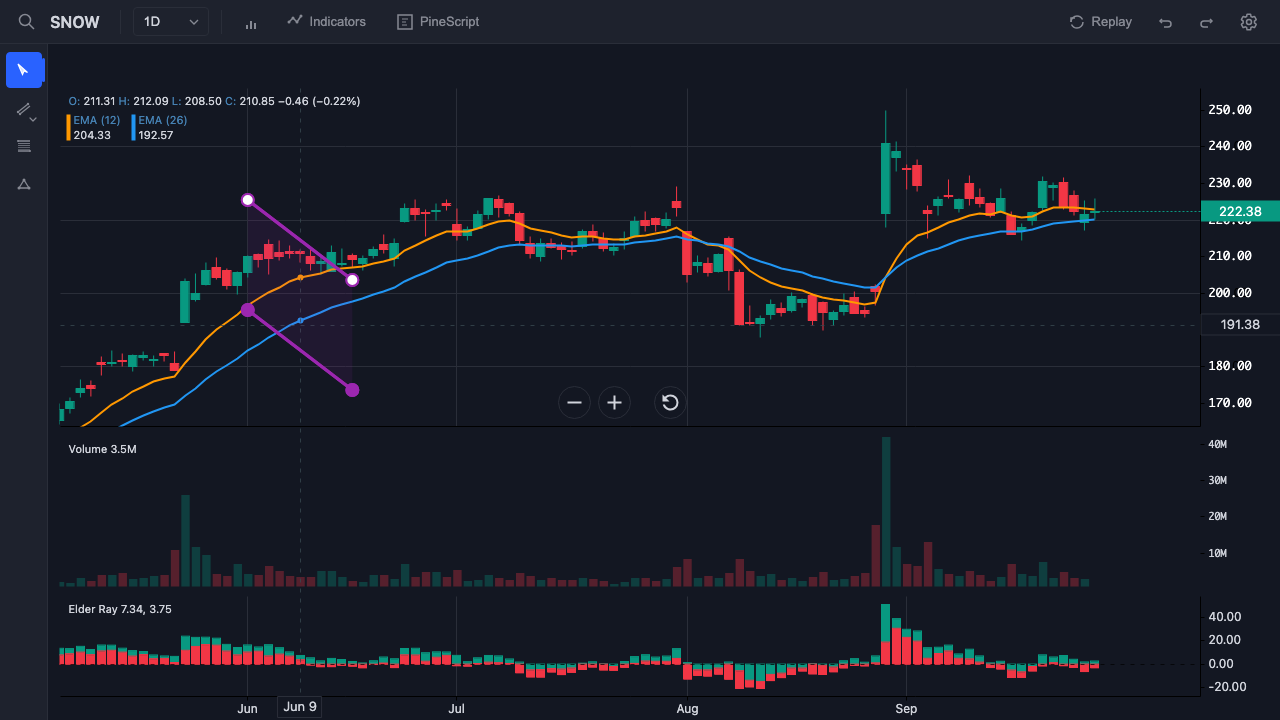 SNOW
1D
Indicators
PineScript
Replay
O: 211.31 H: 212.09 L: 208.50 C: 210.85 −0.46 (−0.22%)
EMA (12)
204.33
EMA (26)
192.57
250.00
240.00
230.00
222.38
210.00
200.00
191.38
180.00
170.00
Volume 3.5M
40M
30M
20M
10M
Elder Ray 7.34, 3.75
40.00
20.00
0.00
−20.00
Jun
Jun 9
Jul
Aug
Sep